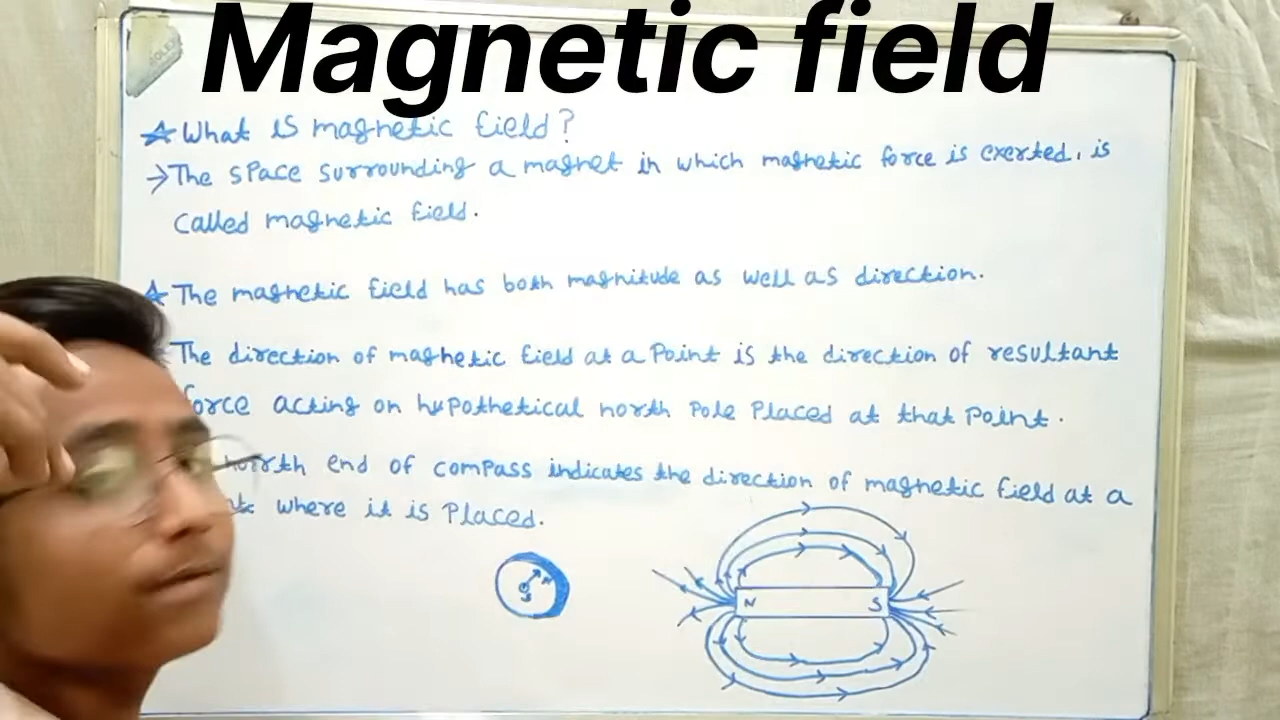 Magnetic field
What is magnetic field?
→ The space surrounding a magnet in which magnetic force is exerted, is
called magnetic field.
The magnetic field has both magnitude as well as direction.
The direction of magnetic field at a point is the direction of resultant
force acting on hypothetical north pole placed at that point.
north end of compass indicates the direction of magnetic field at a
where it is placed.
N
S
N S